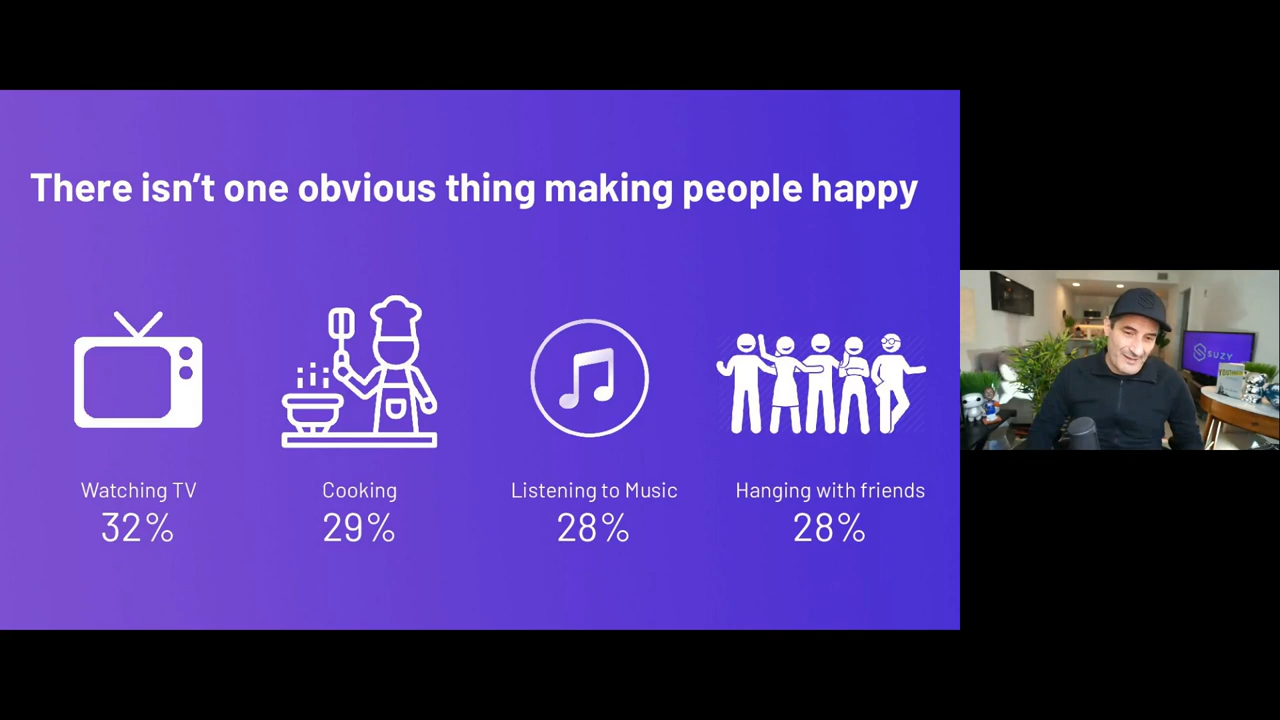 There isn’t one obvious thing making people happy
Watching TV
32%
Cooking
29%
Listening to Music
28%
Hanging with friends
28%
SUZY